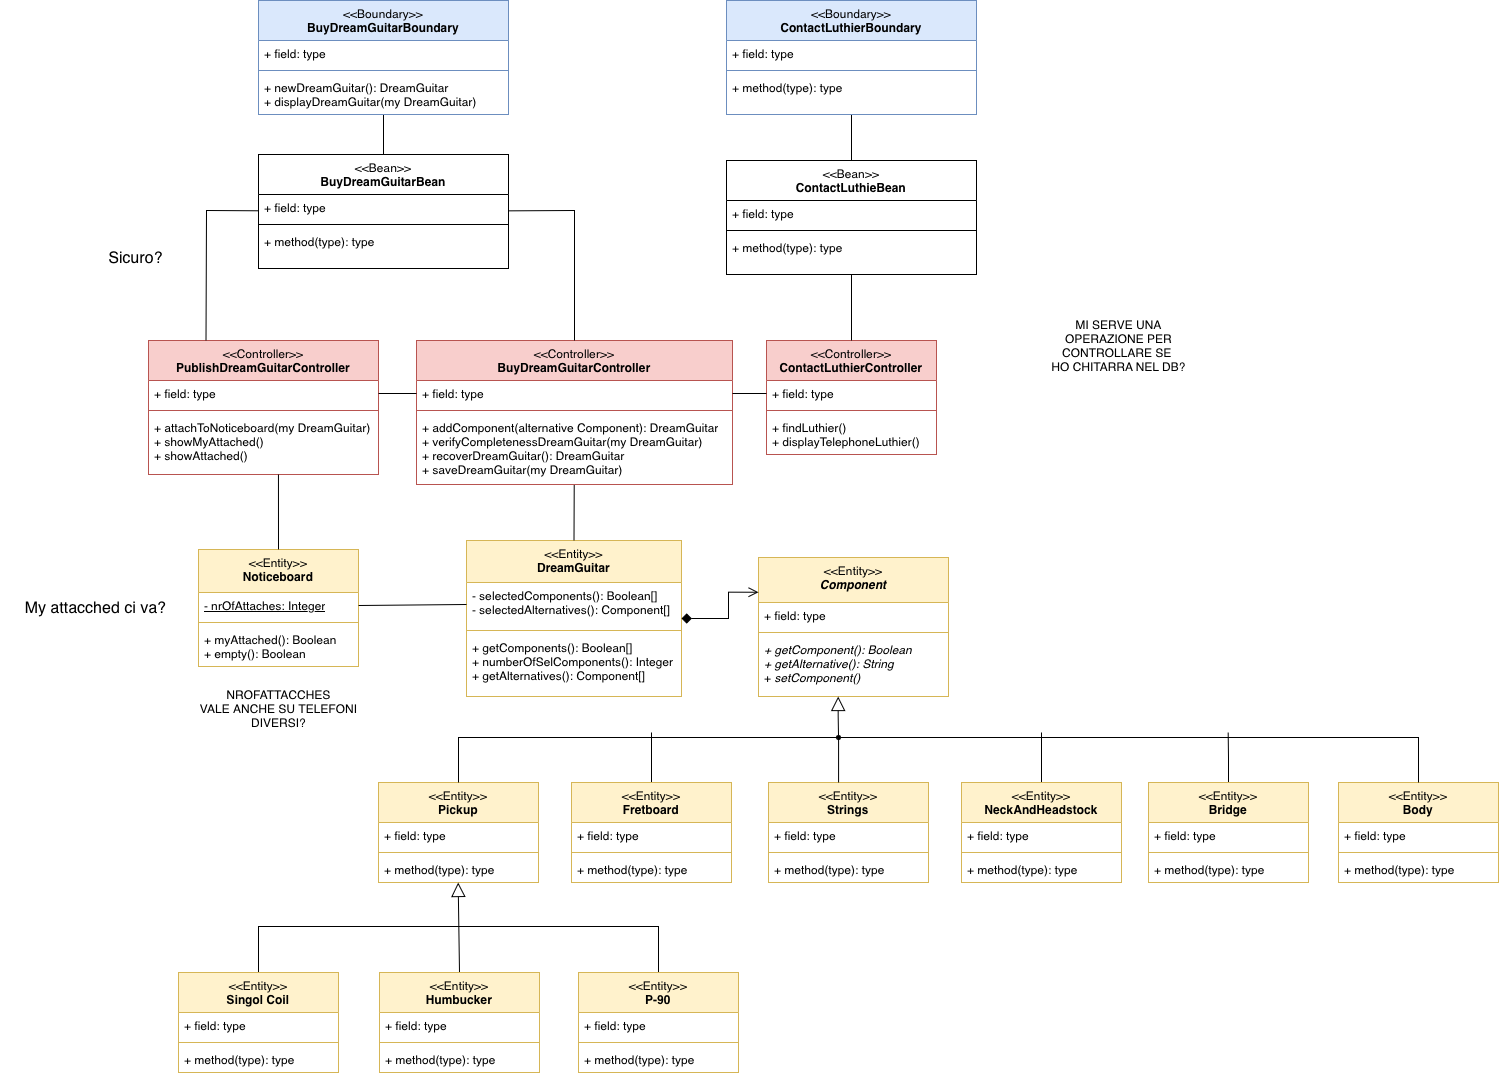 <<Boundary>>
BuyDreamGuitarBoundary
+ field: type
+ newDreamGuitar(): DreamGuitar
+ displayDreamGuitar(my DreamGuitar)
<<Boundary>>
ContactLuthierBoundary
+ field: type
+ method(type): type
<<Bean>>
BuyDreamGuitarBean
+ field: type
+ method(type): type
<<Bean>>
ContactLuthieBean
+ field: type
+ method(type): type
Sicuro?
MI SERVE UNA
OPERAZIONE PER
CONTROLLARE SE
HO CHITARRA NEL DB?
<<Controller>>
PublishDreamGuitarController
+ field: type
+ attachToNoticeboard(my DreamGuitar)
+ showMyAttached()
+ showAttached()
<<Controller>>
BuyDreamGuitarController
+ field: type
+ addComponent(alternative Component): DreamGuitar
+ verifyCompletenessDreamGuitar(my DreamGuitar)
+ recoverDreamGuitar(): DreamGuitar
+ saveDreamGuitar(my DreamGuitar)
<<Controller>>
ContactLuthierController
+ field: type
+ findLuthier()
+ displayTelephoneLuthier()
My attacched ci va?
<<Entity>>
Noticeboard
- nrOfAttaches: Integer
+ myAttached(): Boolean
+ empty(): Boolean
NROFATTACCHES
VALE ANCHE SU TELEFONI
DIVERSI?
<<Entity>>
DreamGuitar
- selectedComponents(): Boolean[]
- selectedAlternatives(): Component[]
+ getComponents(): Boolean[]
+ numberOfSelComponents(): Integer
+ getAlternatives(): Component[]
<<Entity>>
Component
+ field: type
+ getComponent(): Boolean
+ getAlternative(): String
+ setComponent()
<<Entity>>
Pickup
+ field: type
+ method(type): type
<<Entity>>
Fretboard
+ field: type
+ method(type): type
<<Entity>>
Strings
+ field: type
+ method(type): type
<<Entity>>
NeckAndHeadstock
+ field: type
+ method(type): type
<<Entity>>
Bridge
+ field: type
+ method(type): type
<<Entity>>
Body
+ field: type
+ method(type): type
<<Entity>>
Singol Coil
+ field: type
+ method(type): type
<<Entity>>
Humbucker
+ field: type
+ method(type): type
<<Entity>>
P-90
+ field: type
+ method(type): type